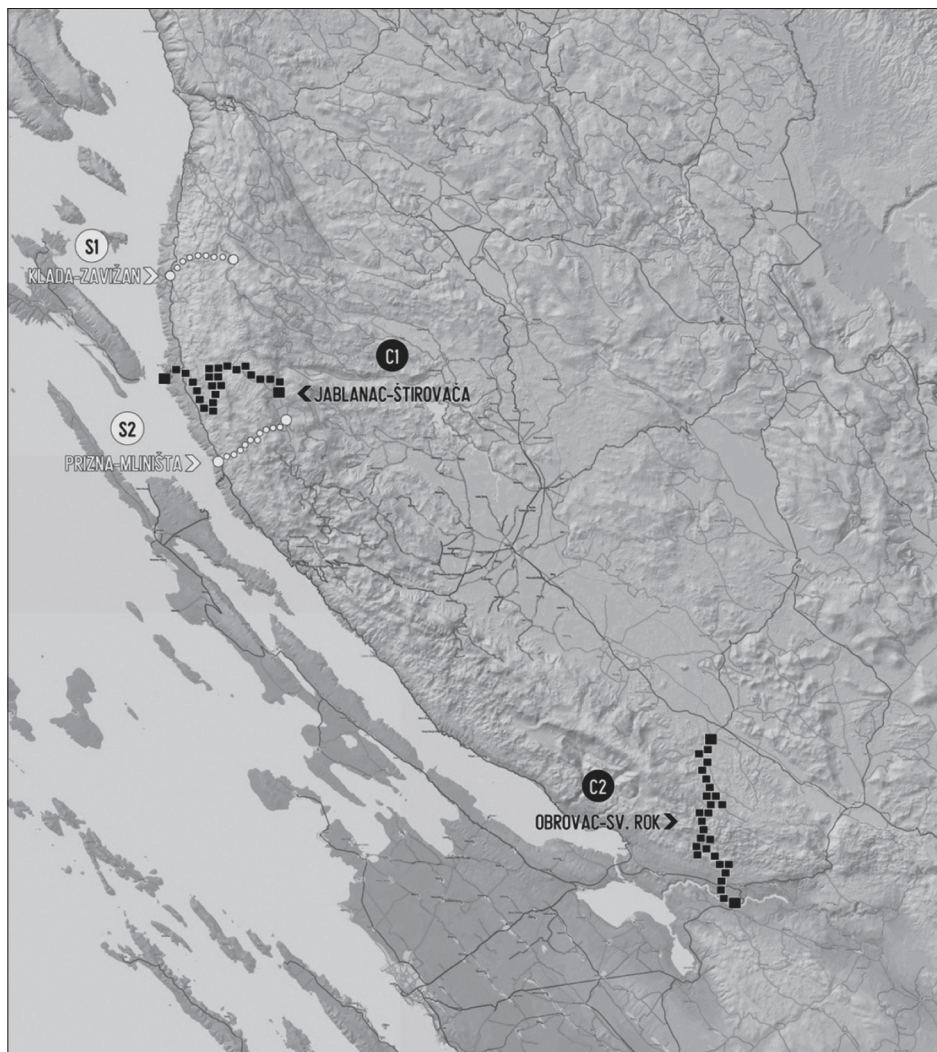 S1
KLADA-ZAVIŽAN
C1
JABLANAC-ŠTIROVAČA
S2
PRIZNA-MLINIŠTA
C2
OBROVAC-SV. ROK